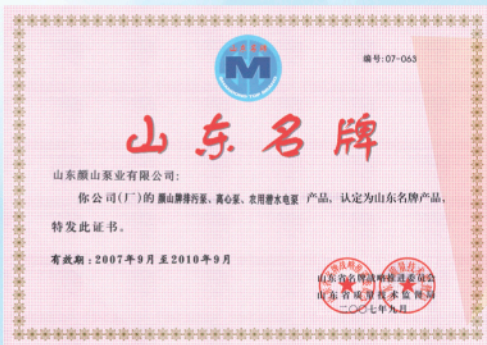 编号:07-063
山东名牌
山东颜山泵业有限公司:
你公司(厂)的 颜山牌排污泵、离心泵、农用潜水电泵 产品，认定为山东名牌产品，
特发此证书。
有效期:2007年9月至2010年9月
山东省名牌战略推进委员会
山东省质量技术监督局
二〇〇七年九月